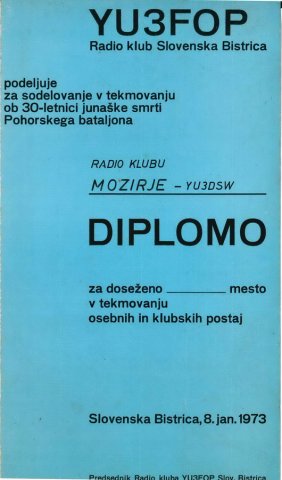 YU3FOP
Radio klub Slovenska Bistrica
podeljuje
za sodelovanje v tekmovanju
ob 30-letnici junaške smrti
Pohorskega bataljona
RADIO KLUBU
MOZIRJE - YU3DSW
DIPLOMO
za doseženo ________ mesto
v tekmovanju
osebnih in klubskih postaj
Slovenska Bistrica, 8. jan. 1973
Predsednik Radio kluba YU3FOP Slov. Bistrica